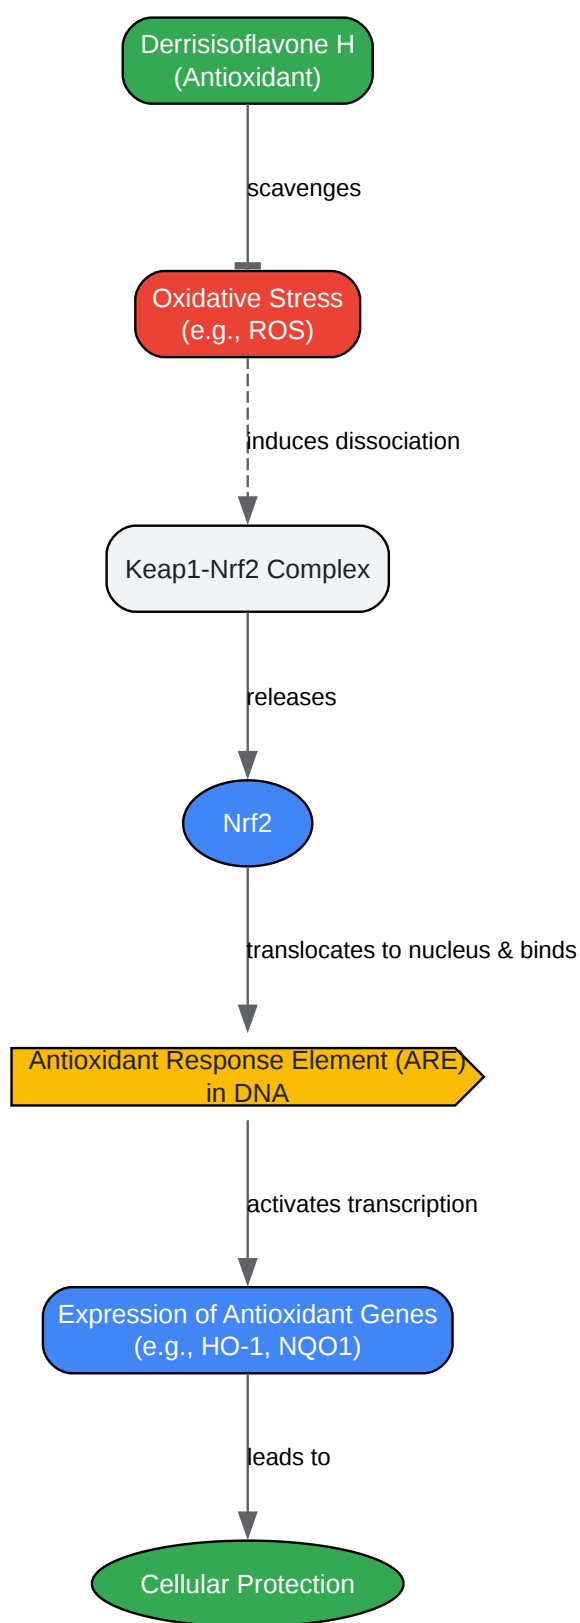 Derrisisoflavone H
(Antioxidant)
scavenges
Oxidative Stress
(e.g., ROS)
induces dissociation
Keap1-Nrf2 Complex
releases
Nrf2
translocates to nucleus & binds
Antioxidant Response Element (ARE)
in DNA
activates transcription
Expression of Antioxidant Genes
(e.g., HO-1, NQO1)
leads to
Cellular Protection